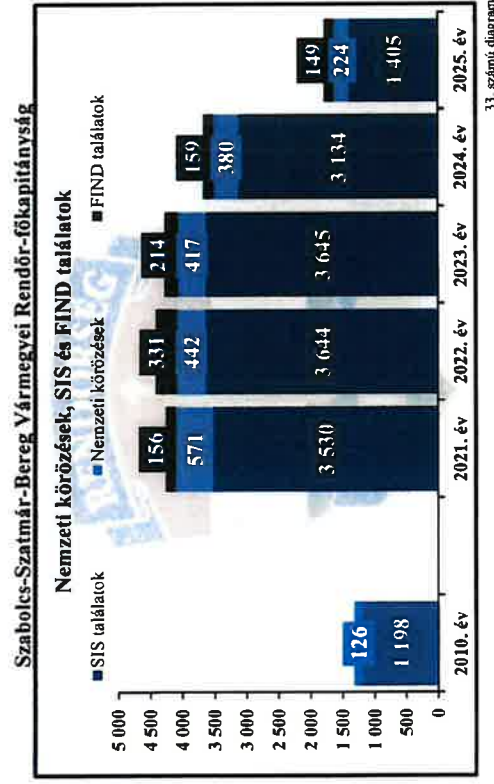 Szabolcs-Szatmár-Bereg Vármegyei Rendőr-főkapitányság
Nemzeti körözések, SIS és FIND találatok
■ SIS találatok ■ Nemzeti körözések ■ FIND találatok
5 000
4 500
4 000
3 500
3 000
2 500
2 000
1 500
1 000
500
0
126
1 198
156
571
3 530
331
442
3 644
214
417
3 645
159
380
3 134
149
224
1 405
2010. év
2021. év
2022. év
2023. év
2024. év
2025. év
33. számú diagram